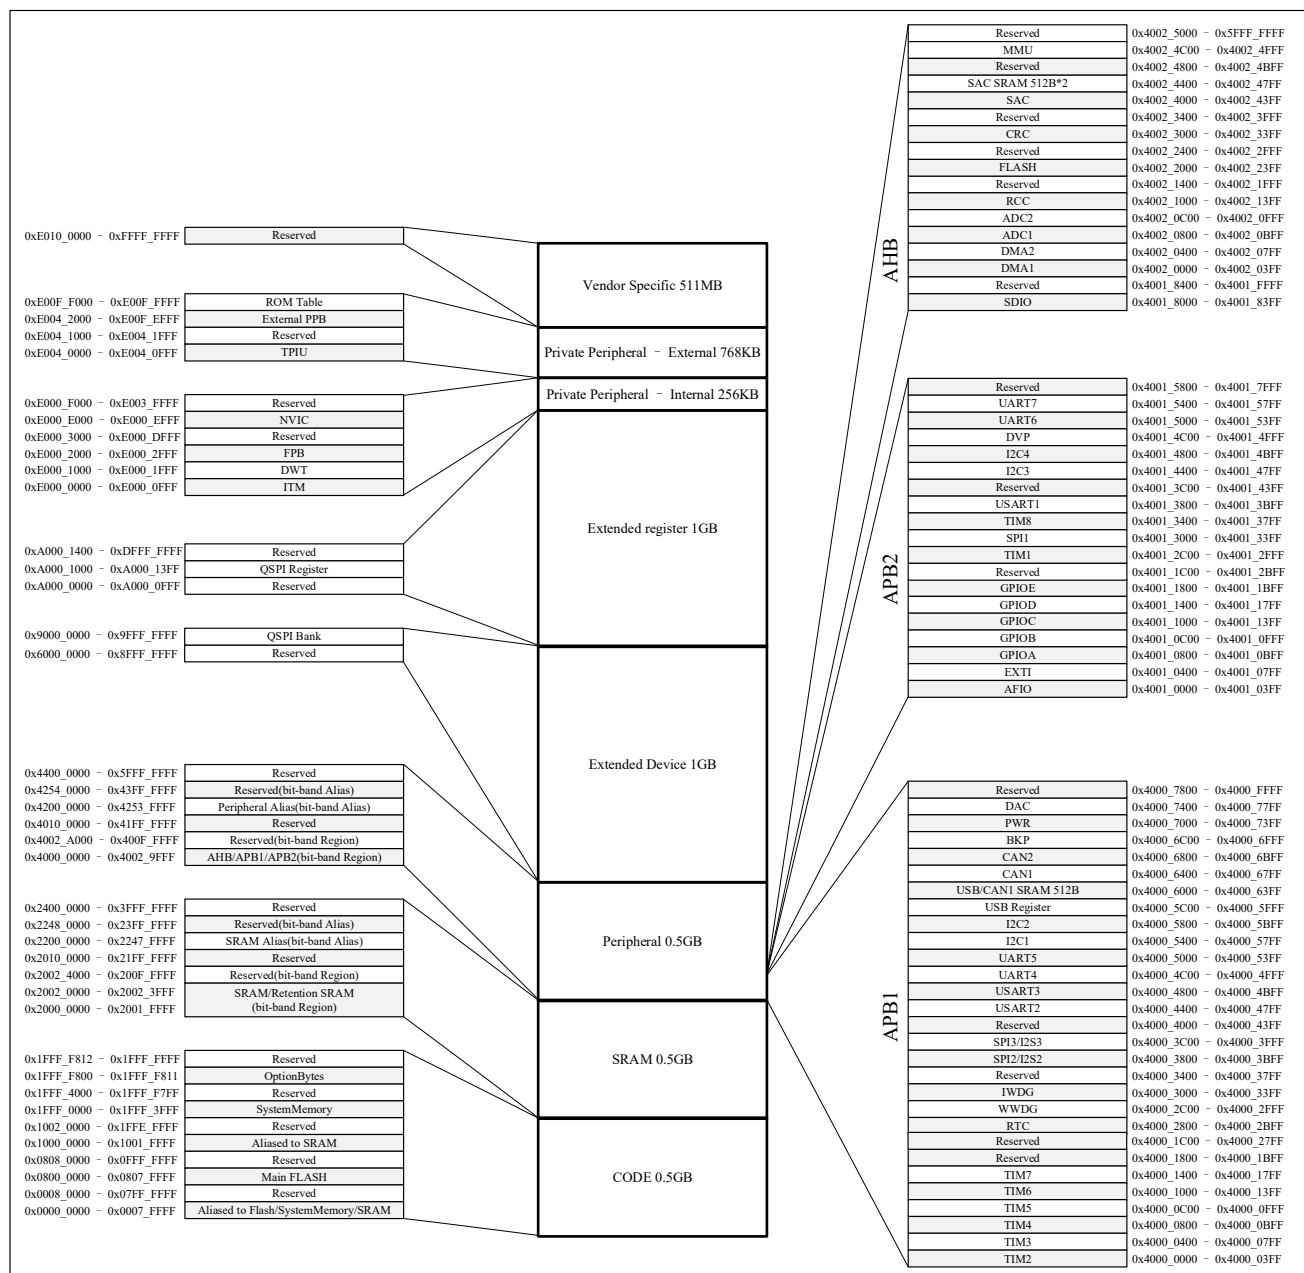 0xE010_0000 - 0xFFFF_FFFF Reserved
0xE00F_F000 - 0xE00F_FFFF ROM Table
0xE004_2000 - 0xE00F_EFFF External PPB
0xE004_1000 - 0xE004_1FFF Reserved
0xE004_0000 - 0xE004_0FFF TPIU
0xE000_F000 - 0xE003_FFFF Reserved
0xE000_E000 - 0xE000_EFFF NVIC
0xE000_3000 - 0xE000_DFFF Reserved
0xE000_2000 - 0xE000_2FFF FPB
0xE000_1000 - 0xE000_1FFF DWT
0xE000_0000 - 0xE000_0FFF ITM
0xA000_1400 - 0xDFFF_FFFF Reserved
0xA000_1000 - 0xA000_13FF QSPI Register
0xA000_0000 - 0xA000_0FFF Reserved
0x9000_0000 - 0x9FFF_FFFF QSPI Bank
0x6000_0000 - 0x8FFF_FFFF Reserved
0x4400_0000 - 0x5FFF_FFFF Reserved
0x4254_0000 - 0x43FF_FFFF Reserved(bit-band Alias)
0x4200_0000 - 0x4253_FFFF Peripheral Alias(bit-band Alias)
0x4010_0000 - 0x41FF_FFFF Reserved
0x4002_A000 - 0x400F_FFFF Reserved(bit-band Region)
0x4000_0000 - 0x4002_9FFF AHB/APB1/APB2(bit-band Region)
0x2400_0000 - 0x3FFF_FFFF Reserved
0x2248_0000 - 0x23FF_FFFF Reserved(bit-band Alias)
0x2200_0000 - 0x2247_FFFF SRAM Alias(bit-band Alias)
0x2010_0000 - 0x21FF_FFFF Reserved
0x2002_4000 - 0x200F_FFFF Reserved(bit-band Region)
0x2002_0000 - 0x2002_3FFF SRAM/Retention SRAM
0x2000_0000 - 0x2001_FFFF (bit-band Region)
0x1FFF_F812 - 0x1FFF_FFFF Reserved
0x1FFF_F800 - 0x1FFF_F811 OptionBytes
0x1FFF_4000 - 0x1FFF_F7FF Reserved
0x1FFF_0000 - 0x1FFF_3FFF SystemMemory
0x1002_0000 - 0x1FFE_FFFF Reserved
0x1000_0000 - 0x1001_FFFF Aliased to SRAM
0x0808_0000 - 0x0FFF_FFFF Reserved
0x0800_0000 - 0x0807_FFFF Main FLASH
0x0008_0000 - 0x07FF_FFFF Reserved
0x0000_0000 - 0x0007_FFFF Aliased to Flash/SystemMemory/SRAM
Vendor Specific 511MB
Private Peripheral - External 768KB
Private Peripheral - Internal 256KB
Extended register 1GB
Extended Device 1GB
Peripheral 0.5GB
SRAM 0.5GB
CODE 0.5GB
AHB
Reserved 0x4002_5000 - 0x5FFF_FFFF
MMU 0x4002_4C00 - 0x4002_4FFF
Reserved 0x4002_4800 - 0x4002_4BFF
SAC SRAM 512B*2 0x4002_4400 - 0x4002_47FF
SAC 0x4002_4000 - 0x4002_43FF
Reserved 0x4002_3400 - 0x4002_3FFF
CRC 0x4002_3000 - 0x4002_33FF
Reserved 0x4002_2400 - 0x4002_2FFF
FLASH 0x4002_2000 - 0x4002_23FF
Reserved 0x4002_1400 - 0x4002_1FFF
RCC 0x4002_1000 - 0x4002_13FF
ADC2 0x4002_0C00 - 0x4002_0FFF
ADC1 0x4002_0800 - 0x4002_0BFF
DMA2 0x4002_0400 - 0x4002_07FF
DMA1 0x4002_0000 - 0x4002_03FF
Reserved 0x4001_8400 - 0x4001_FFFF
SDIO 0x4001_8000 - 0x4001_83FF
APB2
Reserved 0x4001_5800 - 0x4001_7FFF
UART7 0x4001_5400 - 0x4001_57FF
UART6 0x4001_5000 - 0x4001_53FF
DVP 0x4001_4C00 - 0x4001_4FFF
I2C4 0x4001_4800 - 0x4001_4BFF
I2C3 0x4001_4400 - 0x4001_47FF
Reserved 0x4001_3C00 - 0x4001_43FF
USART1 0x4001_3800 - 0x4001_3BFF
TIM8 0x4001_3400 - 0x4001_37FF
SPI1 0x4001_3000 - 0x4001_33FF
TIM1 0x4001_2C00 - 0x4001_2FFF
Reserved 0x4001_1C00 - 0x4001_2BFF
GPIOE 0x4001_1800 - 0x4001_1BFF
GPIOD 0x4001_1400 - 0x4001_17FF
GPIOC 0x4001_1000 - 0x4001_13FF
GPIOB 0x4001_0C00 - 0x4001_0FFF
GPIOA 0x4001_0800 - 0x4001_0BFF
EXTI 0x4001_0400 - 0x4001_07FF
AFIO 0x4001_0000 - 0x4001_03FF
APB1
Reserved 0x4000_7800 - 0x4000_FFFF
DAC 0x4000_7400 - 0x4000_77FF
PWR 0x4000_7000 - 0x4000_73FF
BKP 0x4000_6C00 - 0x4000_6FFF
CAN2 0x4000_6800 - 0x4000_6BFF
CAN1 0x4000_6400 - 0x4000_67FF
USB/CAN1 SRAM 512B 0x4000_6000 - 0x4000_63FF
USB Register 0x4000_5C00 - 0x4000_5FFF
I2C2 0x4000_5800 - 0x4000_5BFF
I2C1 0x4000_5400 - 0x4000_57FF
UART5 0x4000_5000 - 0x4000_53FF
UART4 0x4000_4C00 - 0x4000_4FFF
USART3 0x4000_4800 - 0x4000_4BFF
USART2 0x4000_4400 - 0x4000_47FF
Reserved 0x4000_4000 - 0x4000_43FF
SPI3/I2S3 0x4000_3C00 - 0x4000_3FFF
SPI2/I2S2 0x4000_3800 - 0x4000_3BFF
Reserved 0x4000_3400 - 0x4000_37FF
IWDG 0x4000_3000 - 0x4000_33FF
WWDG 0x4000_2C00 - 0x4000_2FFF
RTC 0x4000_2800 - 0x4000_2BFF
Reserved 0x4000_1C00 - 0x4000_27FF
Reserved 0x4000_1800 - 0x4000_1BFF
TIM7 0x4000_1400 - 0x4000_17FF
TIM6 0x4000_1000 - 0x4000_13FF
TIM5 0x4000_0C00 - 0x4000_0FFF
TIM4 0x4000_0800 - 0x4000_0BFF
TIM3 0x4000_0400 - 0x4000_07FF
TIM2 0x4000_0000 - 0x4000_03FF